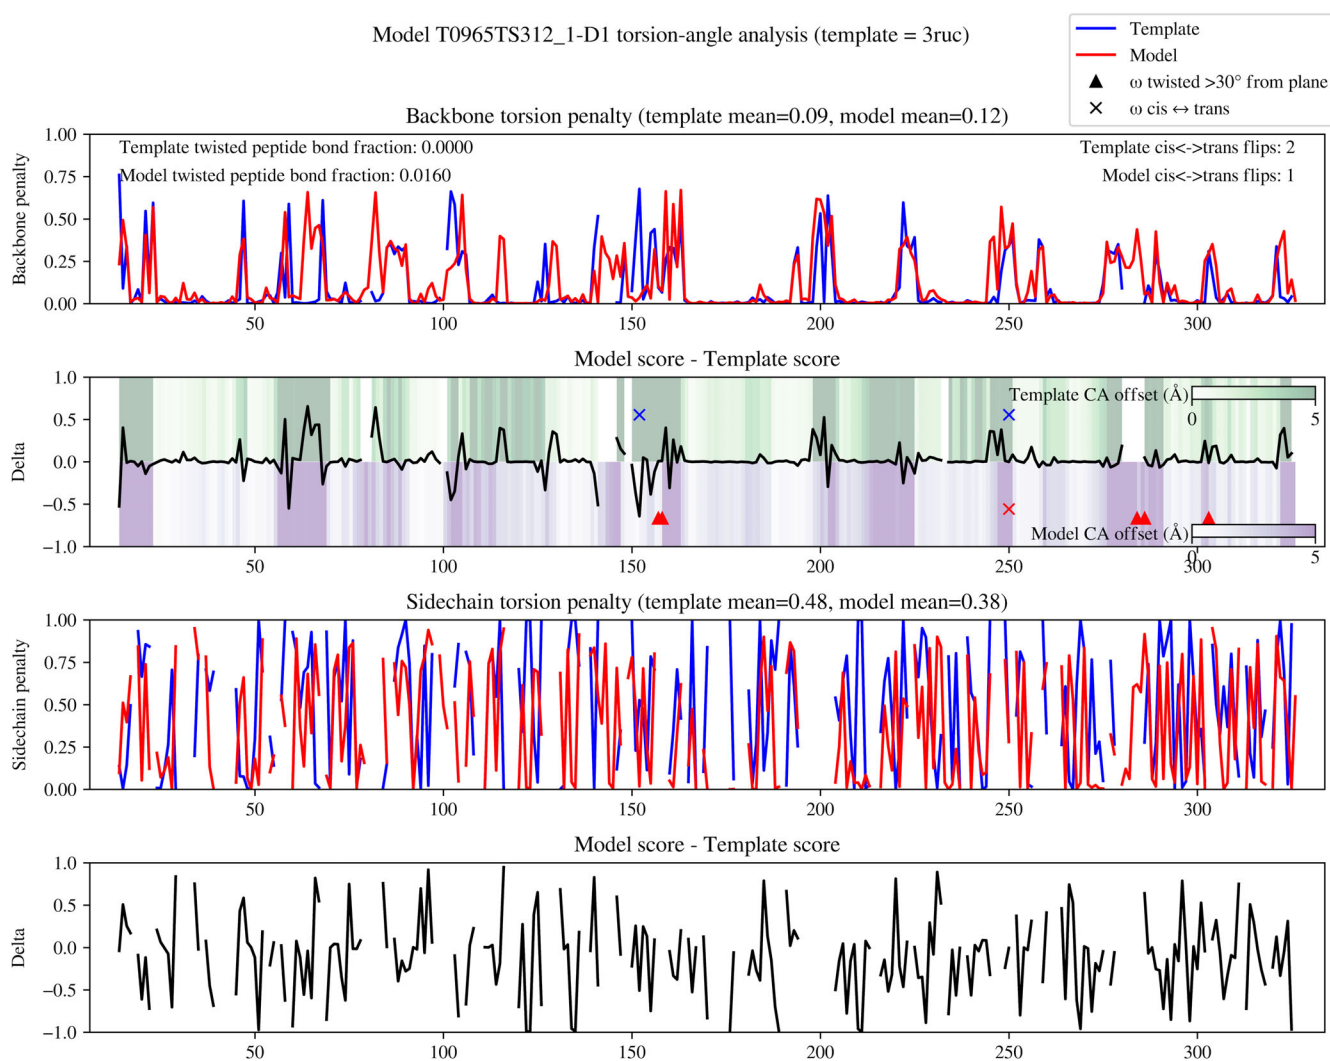 Model T0965TS312_1-D1 torsion-angle analysis (template = 3ruc)
Template
Model
ω twisted >30° from plane
ω cis ↔ trans
Backbone torsion penalty (template mean=0.09, model mean=0.12)
Template twisted peptide bond fraction: 0.0000
Model twisted peptide bond fraction: 0.0160
Template cis<->trans flips: 2
Model cis<->trans flips: 1
Backbone penalty
1.00
0.75
0.50
0.25
0.00
50 100 150 200 250 300
Model score - Template score
Delta
1.0
0.5
0.0
−0.5
−1.0
Template CA offset (Å)
0 5
Model CA offset (Å)
0 5
50 100 150 200 250 300
Sidechain torsion penalty (template mean=0.48, model mean=0.38)
Sidechain penalty
1.00
0.75
0.50
0.25
0.00
50 100 150 200 250 300
Model score - Template score
Delta
1.0
0.5
0.0
−0.5
−1.0
50 100 150 200 250 300